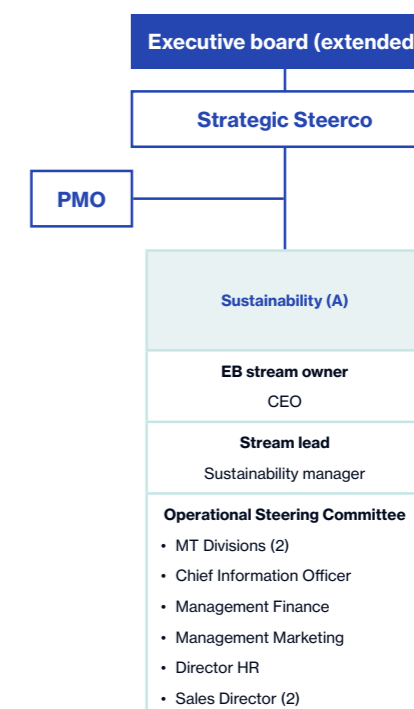 Executive board (extended
Strategic Steerco
PMO
Sustainability (A)
EB stream owner
CEO
Stream lead
Sustainability manager
Operational Steering Committee
• MT Divisions (2)
• Chief Information Officer
• Management Finance
• Management Marketing
• Director HR
• Sales Director (2)